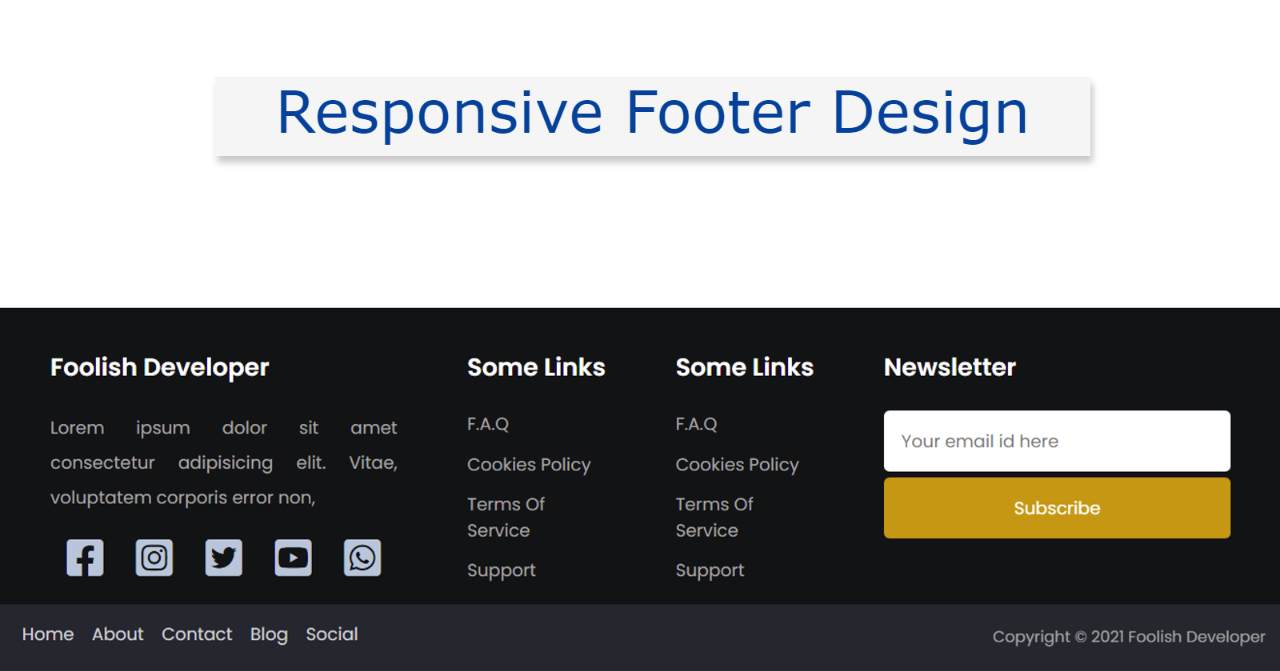 Responsive Footer Design
Foolish Developer
Lorem ipsum dolor sit amet
consectetur adipisicing elit. Vitae,
voluptatem corporis error non,
Some Links
F.A.Q
Cookies Policy
Terms Of
Service
Support
Some Links
F.A.Q
Cookies Policy
Terms Of
Service
Support
Newsletter
Your email id here
Subscribe
Home About Contact Blog Social
Copyright © 2021 Foolish Developer